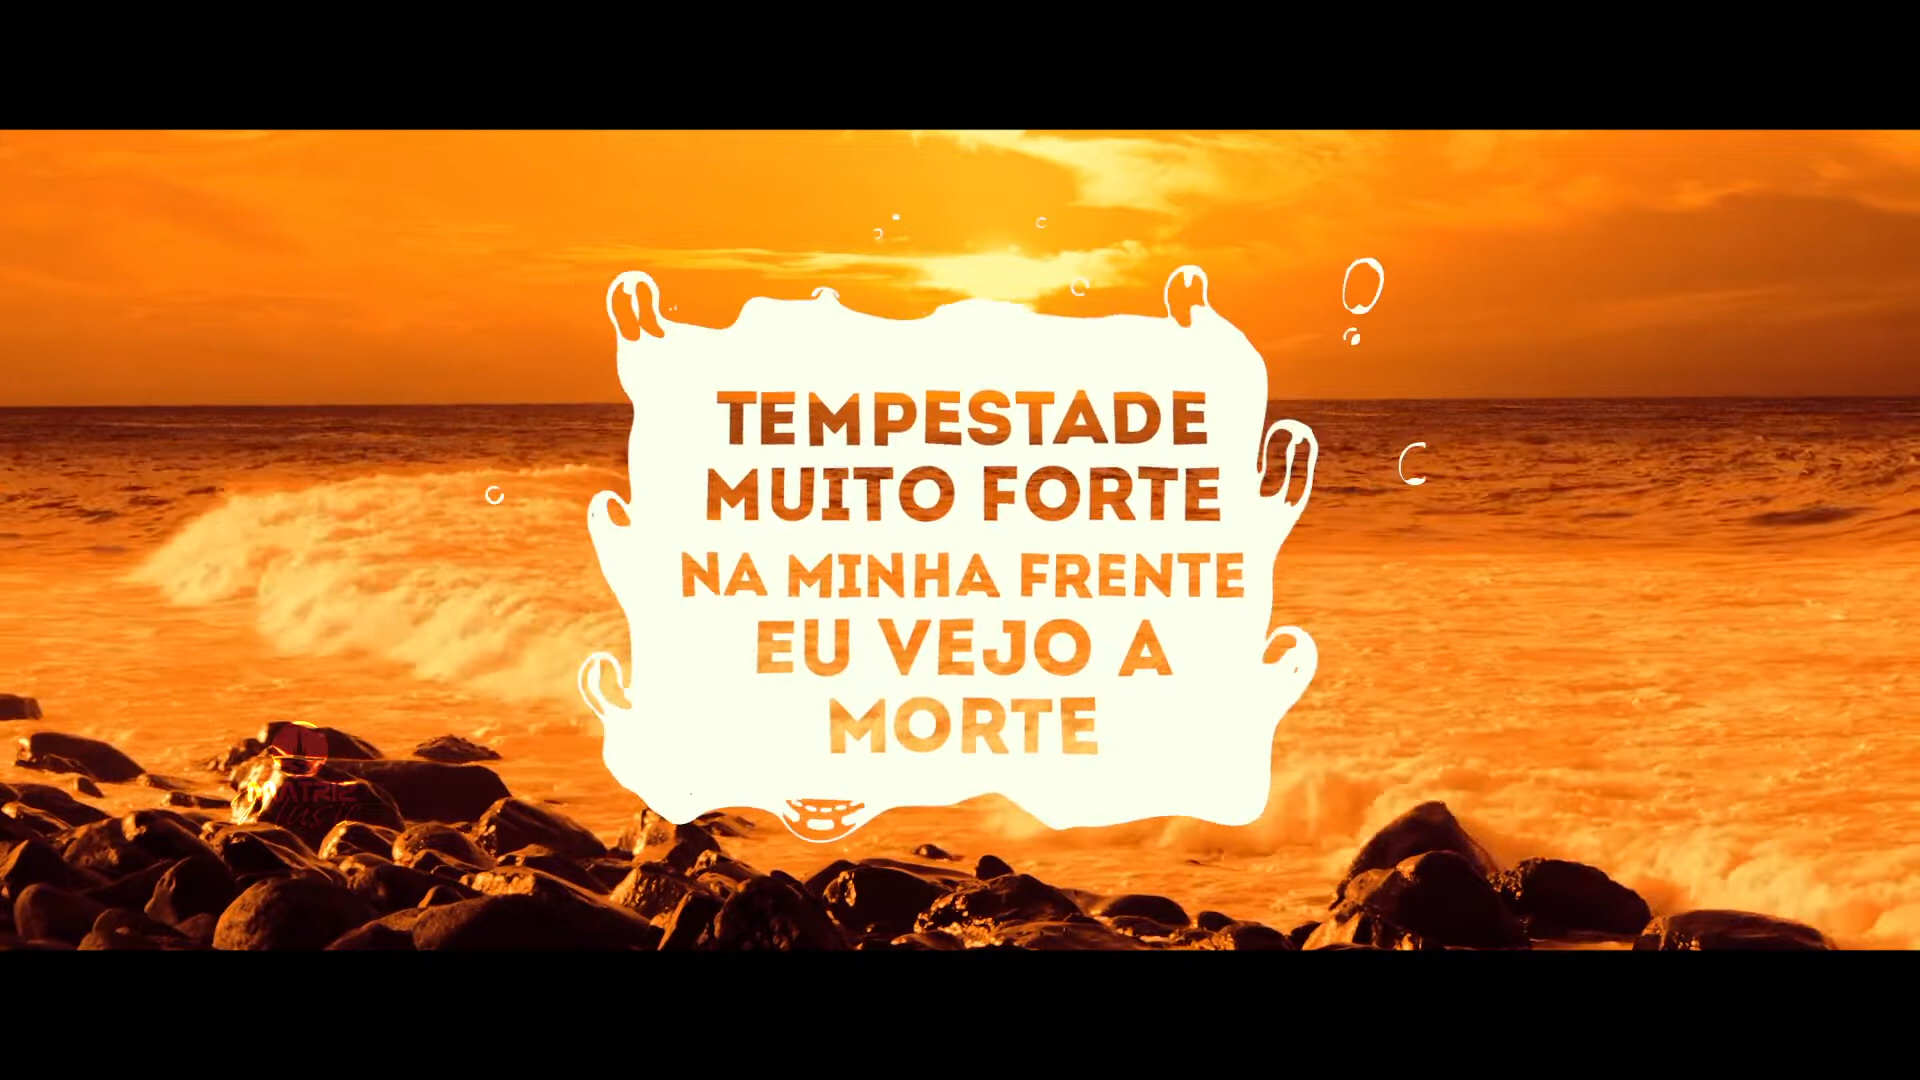 TEMPESTADE
MUITO FORTE
NA MINHA FRENTE
EU VEJO A
MORTE